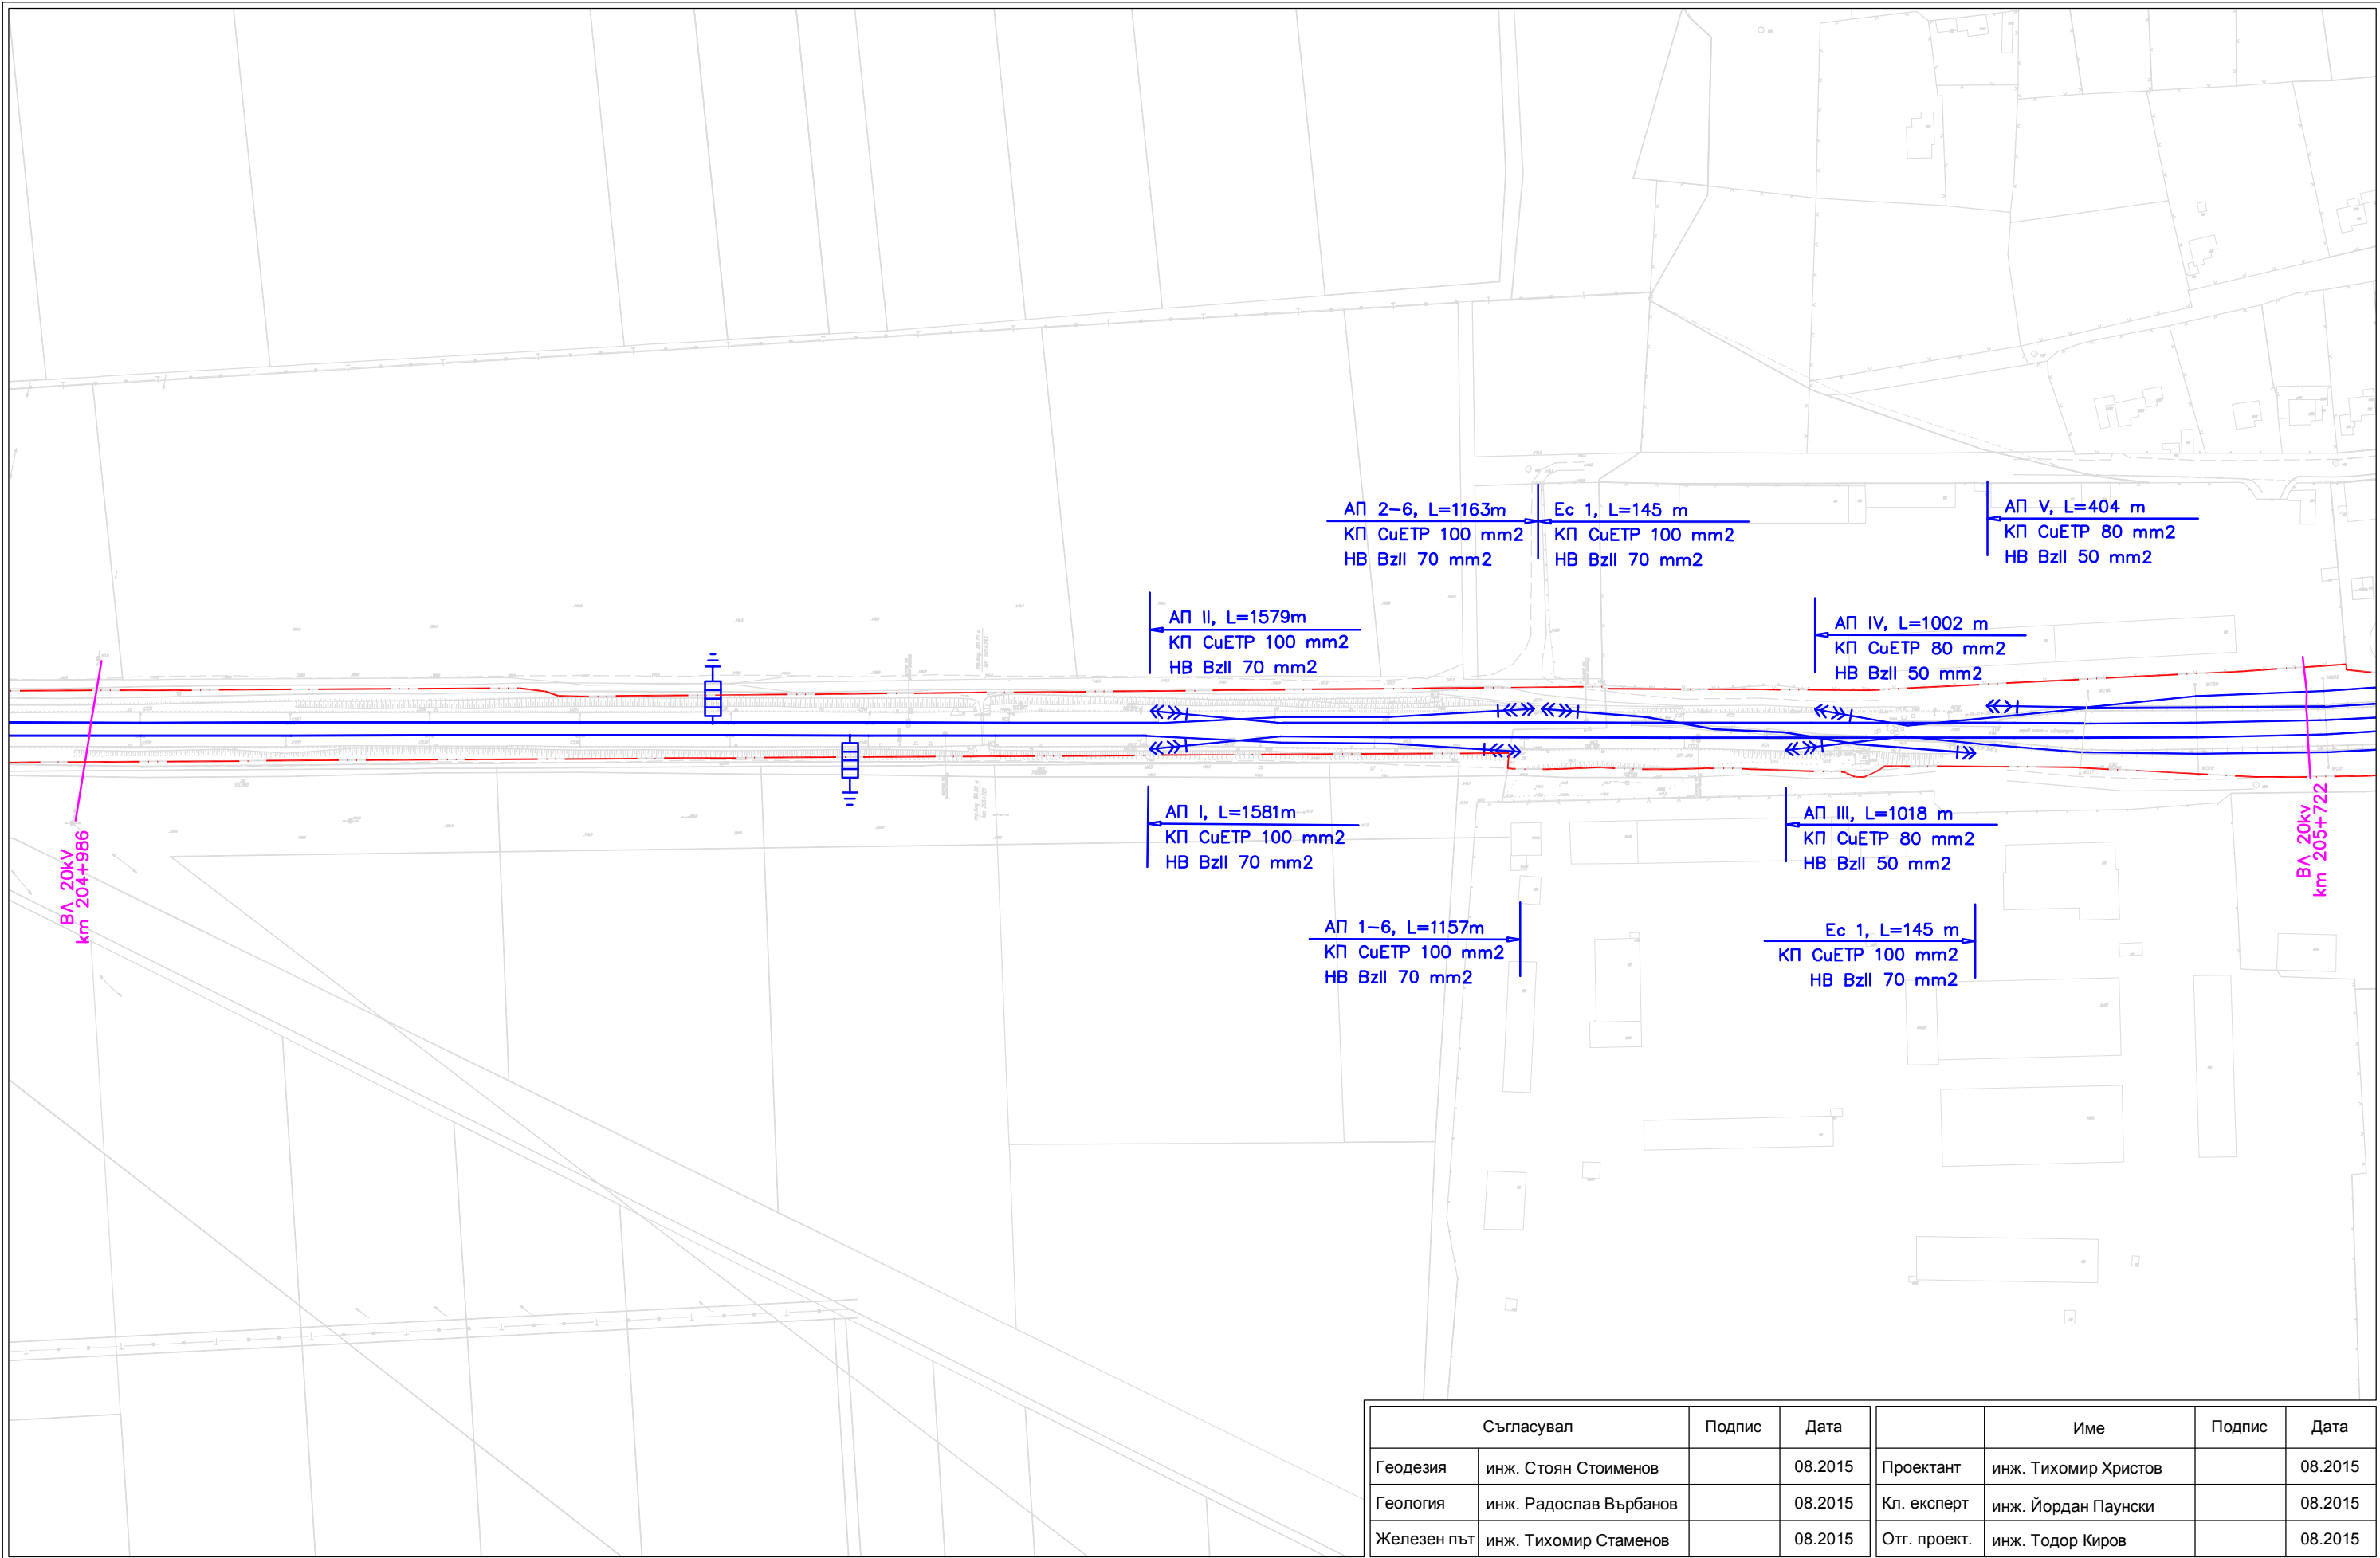 АП 2-6, L=1163m
КП CuETP 100 mm2
НВ BzII 70 mm2
Ес 1, L=145 m
КП CuETP 100 mm2
НВ BzII 70 mm2
АП V, L=404 m
КП CuETP 80 mm2
НВ BzII 50 mm2
АП II, L=1579m
КП CuETP 100 mm2
НВ BzII 70 mm2
АП IV, L=1002 m
КП CuETP 80 mm2
НВ BzII 50 mm2
ВЛ 20kV
km 204+986
АП I, L=1581m
КП CuETP 100 mm2
НВ BzII 70 mm2
АП III, L=1018 m
КП CuETP 80 mm2
НВ BzII 50 mm2
ВЛ 20kv
km 205+722
АП 1-6, L=1157m
КП CuETP 100 mm2
НВ BzII 70 mm2
Ес 1, L=145 m
КП CuETP 100 mm2
НВ BzII 70 mm2
Съгласувал Подпис Дата Име Подпис Дата
Геодезия инж. Стоян Стоименов 08.2015 Проектант инж. Тихомир Христов 08.2015
Геология инж. Радослав Върбанов 08.2015 Кл. експерт инж. Йордан Паунски 08.2015
Железен път инж. Тихомир Стаменов 08.2015 Отг. проект. инж. Тодор Киров 08.2015